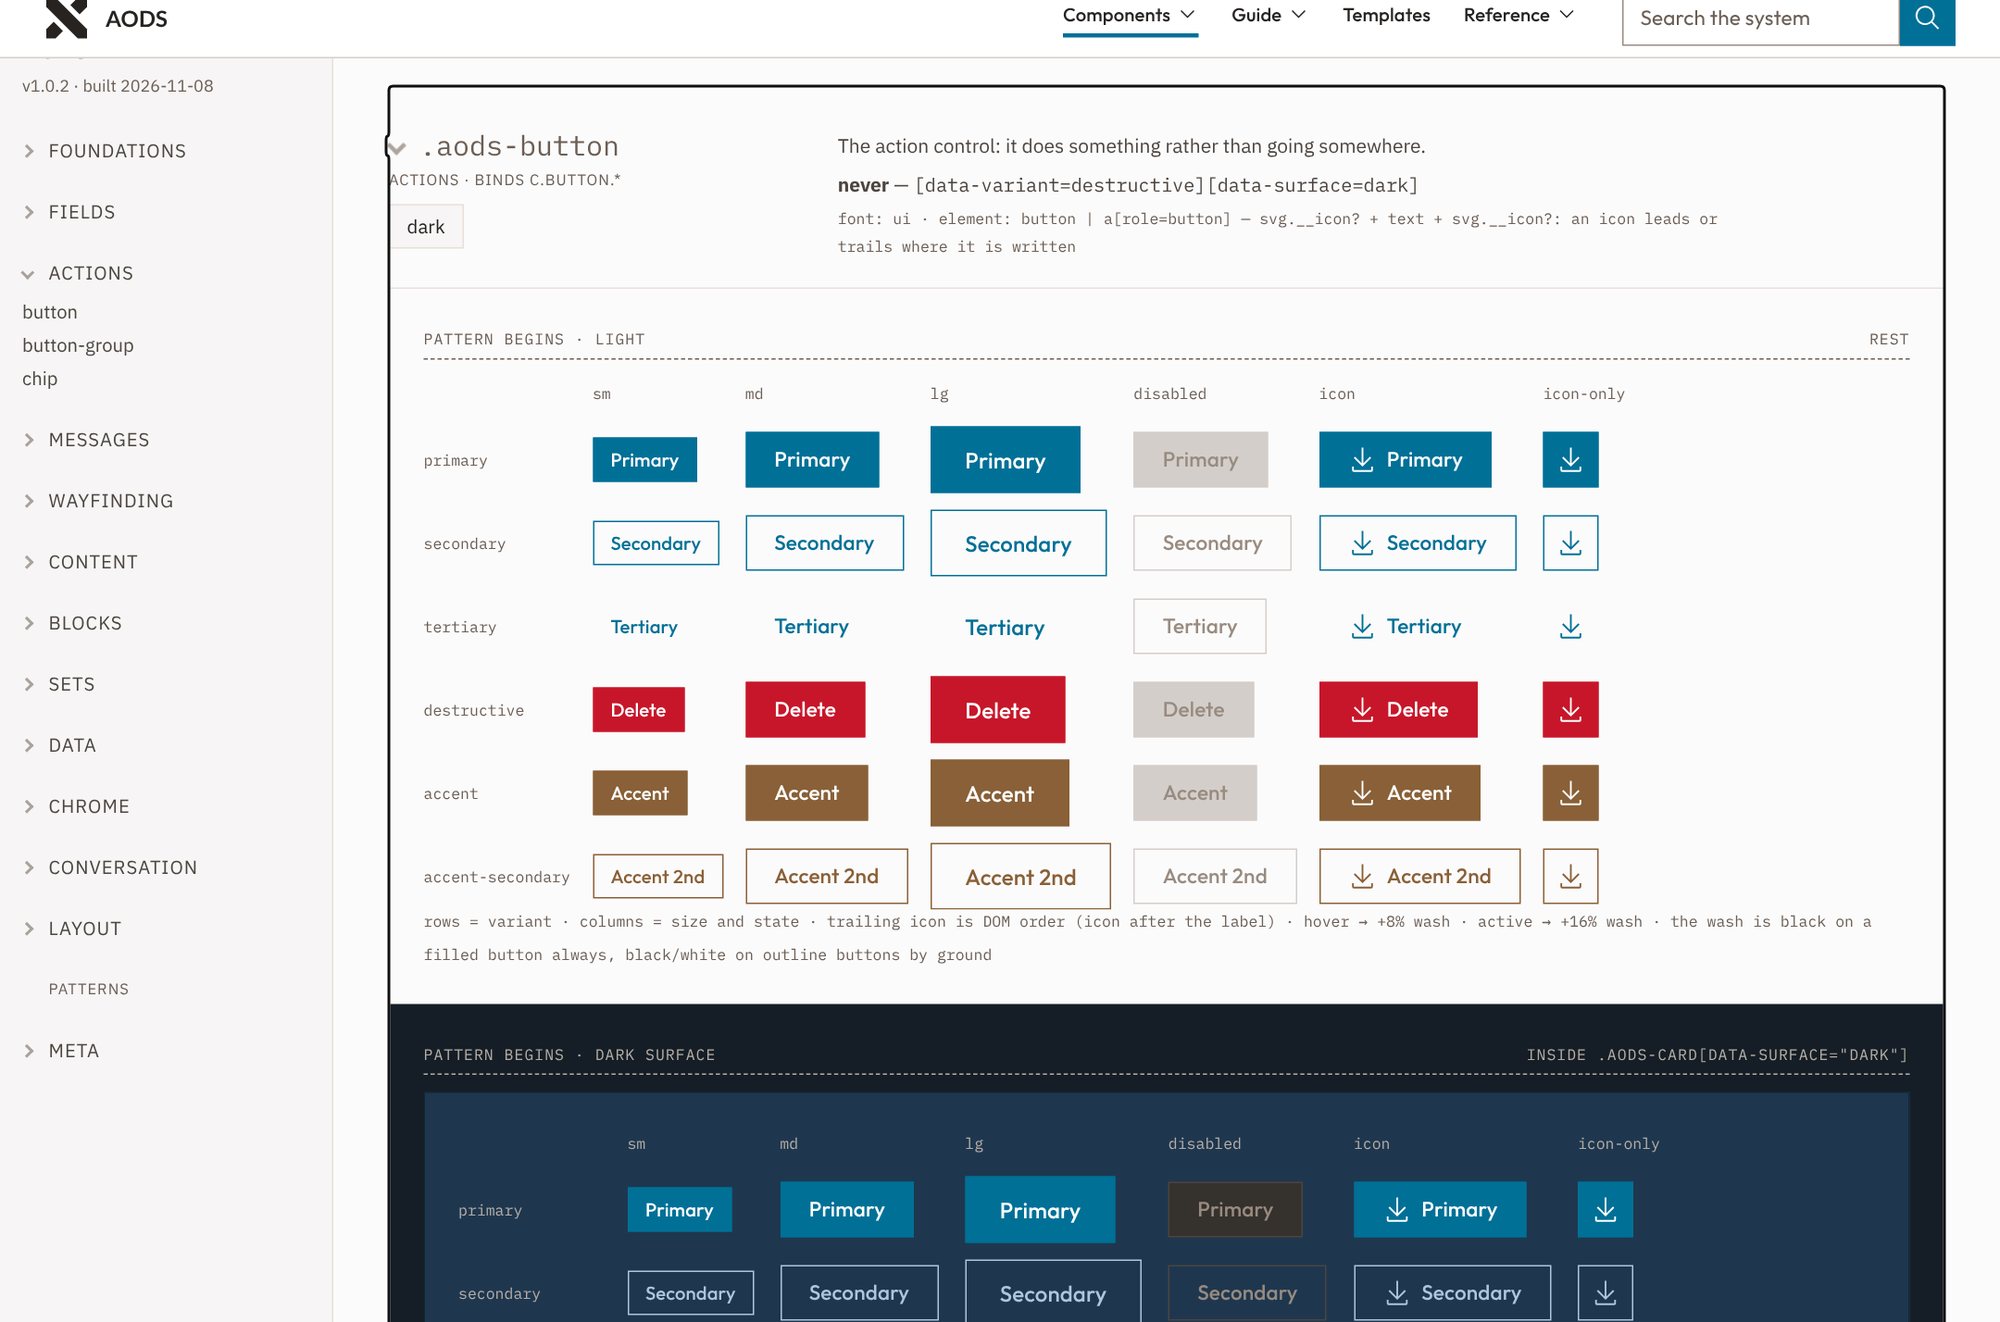 AODS
Components
Guide
Templates
Reference
Search the system
v1.0.2 · built 2026-11-08
FOUNDATIONS
FIELDS
ACTIONS
button
button-group
chip
MESSAGES
WAYFINDING
CONTENT
BLOCKS
SETS
DATA
CHROME
CONVERSATION
LAYOUT
PATTERNS
META
.aods-button
ACTIONS · BINDS C.BUTTON.*
dark
The action control: it does something rather than going somewhere.
never — [data-variant=destructive][data-surface=dark]
font: ui · element: button | a[role=button] — svg.__icon? + text + svg.__icon?: an icon leads or
trails where it is written
PATTERN BEGINS · LIGHT REST
sm md lg disabled icon icon-only
primary Primary Primary Primary Primary Primary
secondary Secondary Secondary Secondary Secondary Secondary
tertiary Tertiary Tertiary Tertiary Tertiary Tertiary
destructive Delete Delete Delete Delete Delete
accent Accent Accent Accent Accent Accent
accent-secondary Accent 2nd Accent 2nd Accent 2nd Accent 2nd Accent 2nd
rows = variant · columns = size and state · trailing icon is DOM order (icon after the label) · hover → +8% wash · active → +16% wash · the wash is black on a
filled button always, black/white on outline buttons by ground
PATTERN BEGINS · DARK SURFACE INSIDE .AODS-CARD[DATA-SURFACE="DARK"]
sm md lg disabled icon icon-only
primary Primary Primary Primary Primary Primary
secondary Secondary Secondary Secondary Secondary Secondary